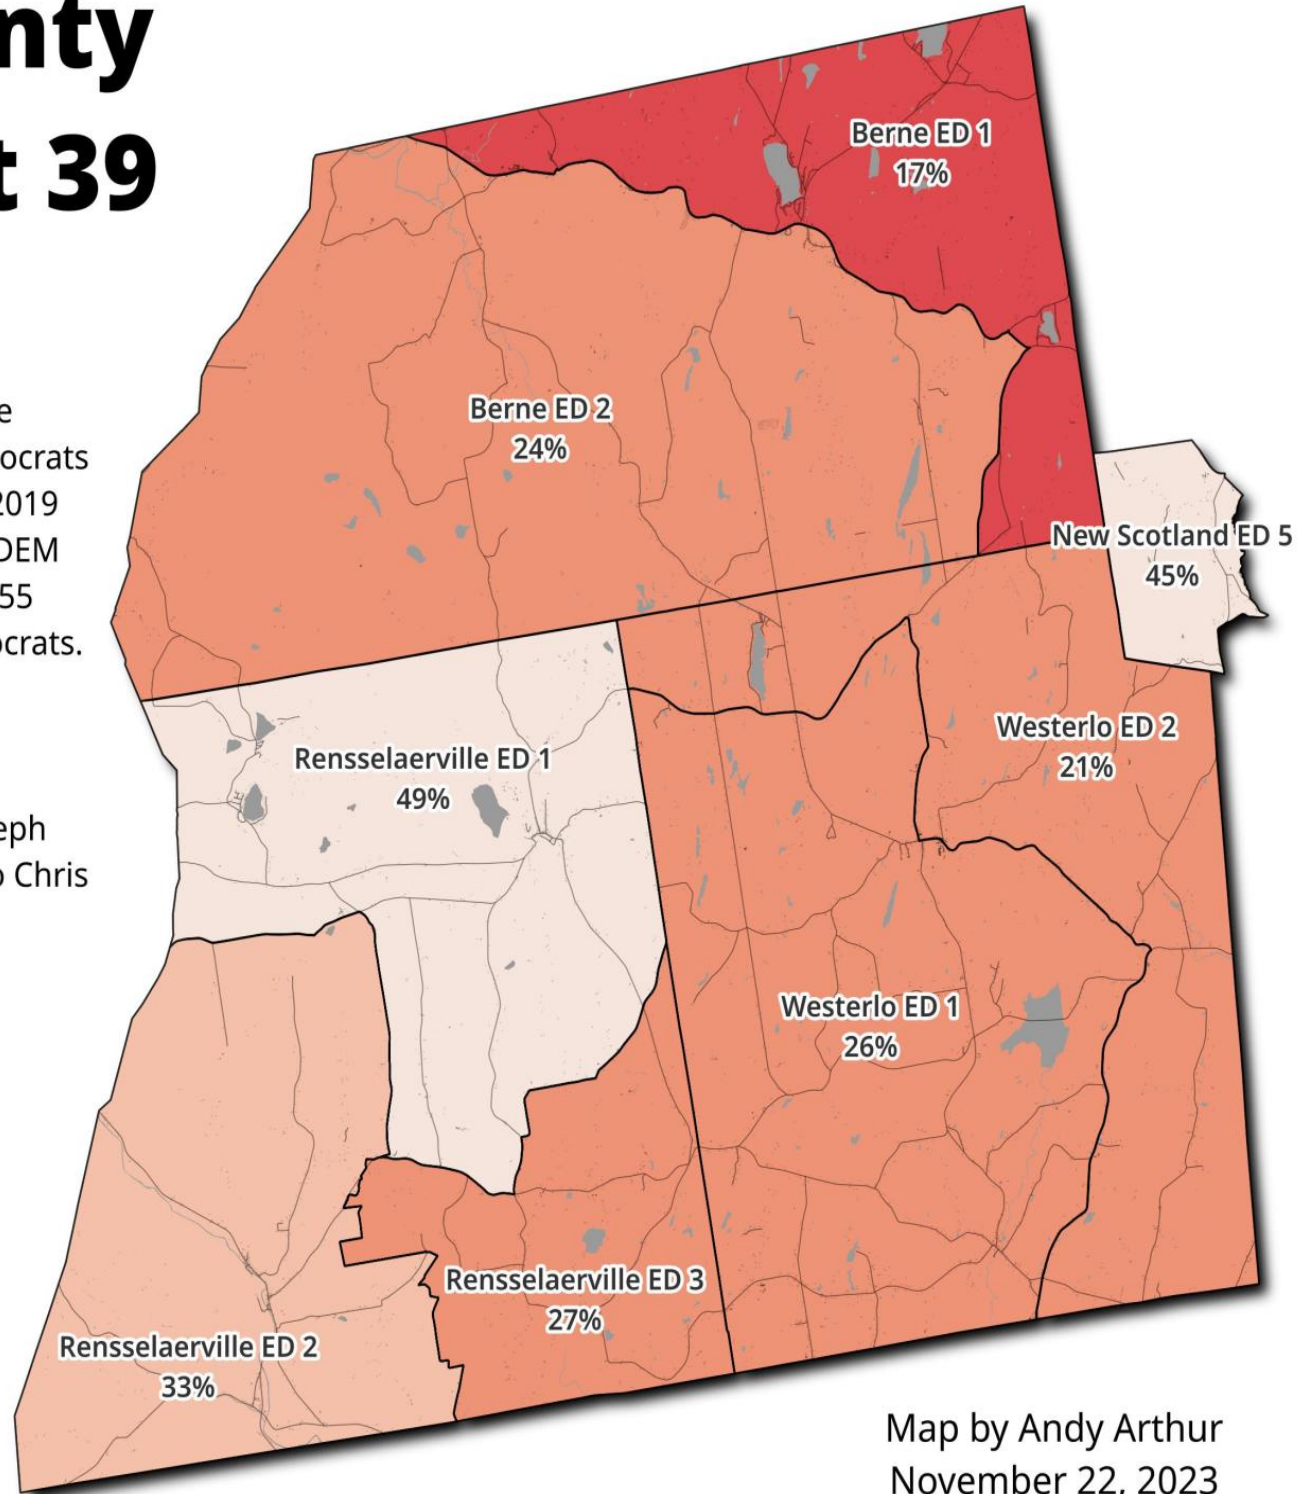 nty
t 39
e
ocrats
2019
DEM
55
ocrats.
eph
o Chris
Berne ED 1
17%
Berne ED 2
24%
New Scotland ED 5
45%
Westerlo ED 2
21%
Rensselaerville ED 1
49%
Westerlo ED 1
26%
Rensselaerville ED 3
27%
Rensselaerville ED 2
33%
Map by Andy Arthur
November 22, 2023